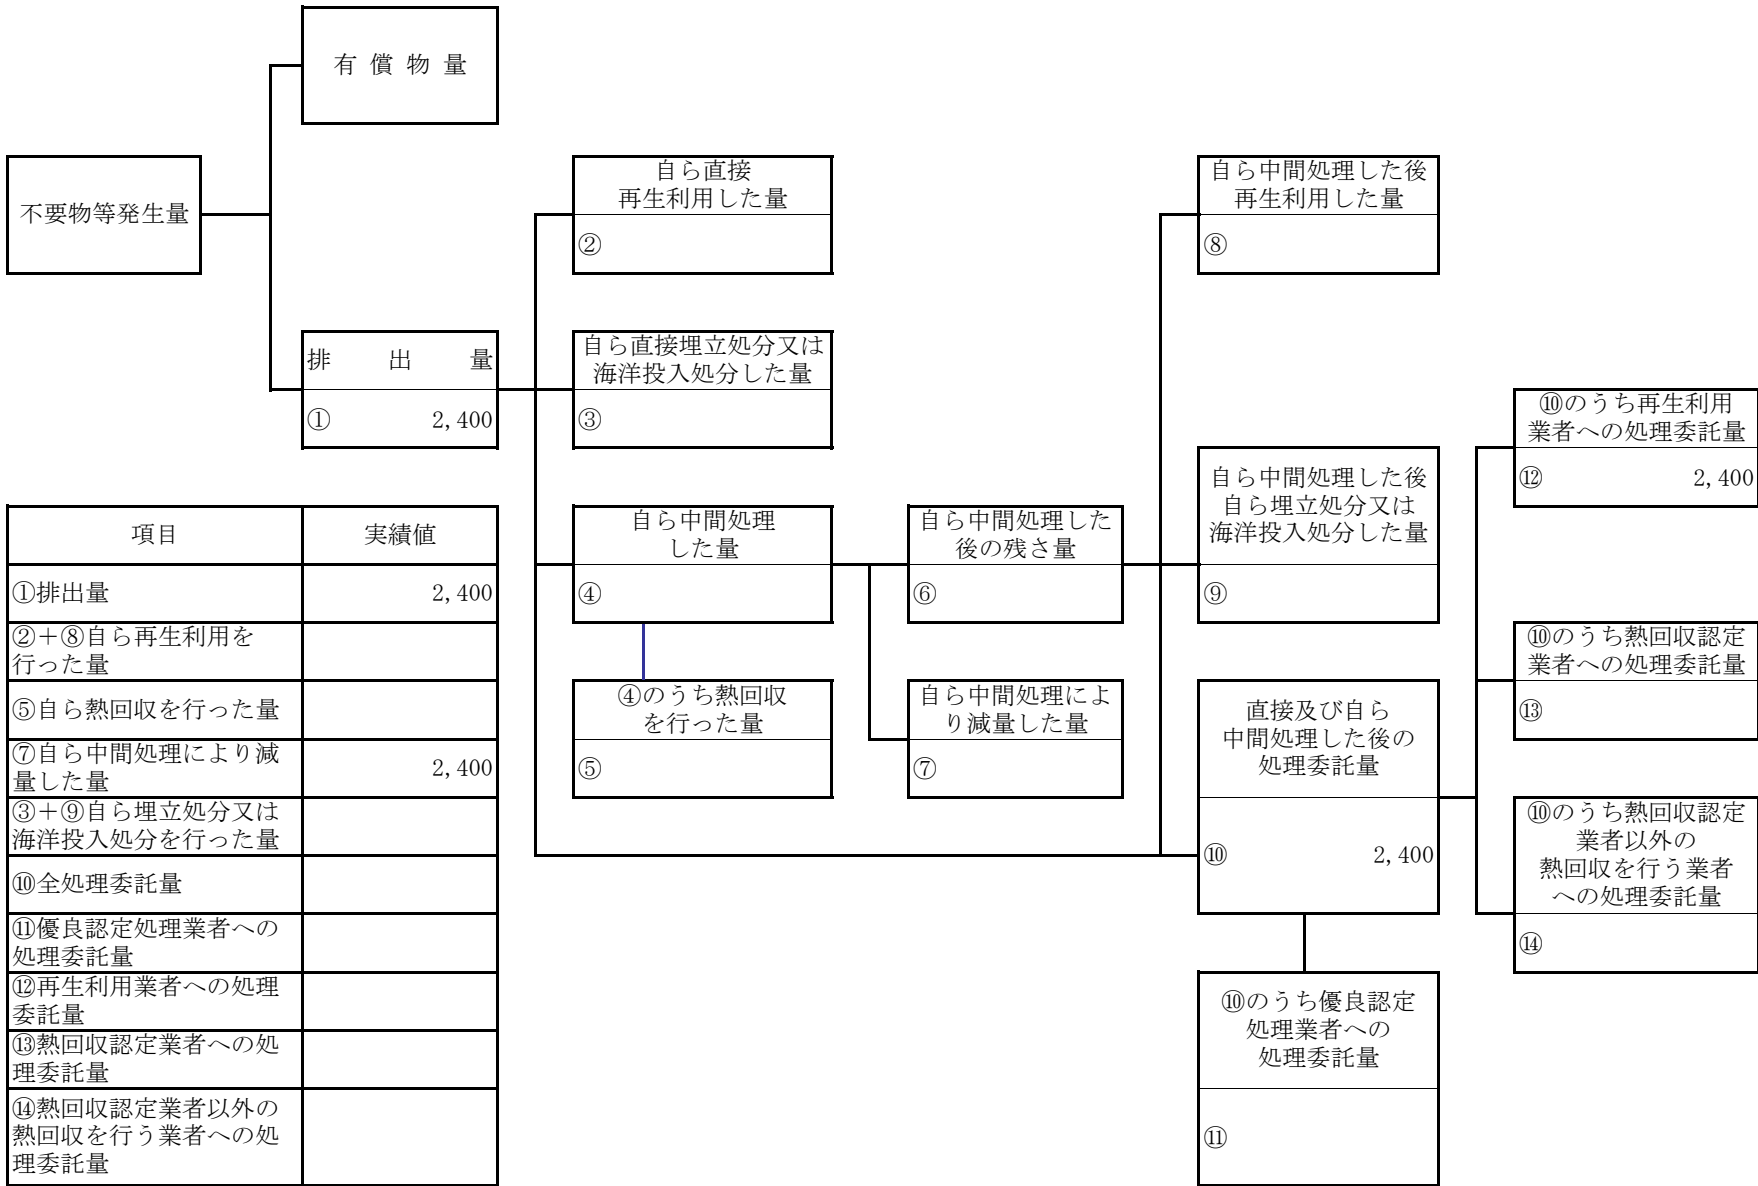 有 償 物 量
不要物等発生量
自ら直接
再生利用した量
②
自ら中間処理した後
再生利用した量
⑧
排 出 量
① 2,400
自ら直接埋立処分又は
海洋投入処分した量
③
⑩のうち再生利用
業者への処理委託量
⑫ 2,400
自ら中間処理
した量
④
自ら中間処理した
後の残さ量
⑥
自ら中間処理した後
自ら埋立処分又は
海洋投入処分した量
⑨
⑩のうち熱回収認定
業者への処理委託量
⑬
④のうち熱回収
を行った量
⑤
自ら中間処理によ
り減量した量
⑦
直接及び自ら
中間処理した後の
処理委託量
⑩ 2,400
⑩のうち熱回収認定
業者以外の
熱回収を行う業者
への処理委託量
⑭
⑩のうち優良認定
処理業者への
処理委託量
⑪
項目 実績値
①排出量 2,400
②+⑧自ら再生利用を
行った量
⑤自ら熱回収を行った量
⑦自ら中間処理により減
量した量 2,400
③+⑨自ら埋立処分又は
海洋投入処分を行った量
⑩全処理委託量
⑪優良認定処理業者への
処理委託量
⑫再生利用業者への処理
委託量
⑬熱回収認定業者への処
理委託量
⑭熱回収認定業者以外の
熱回収を行う業者への処
理委託量